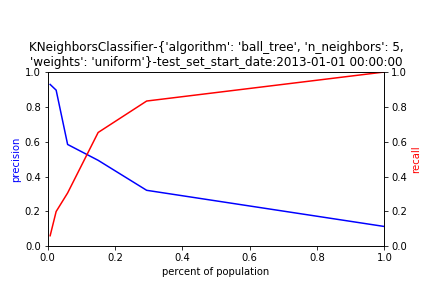 KNeighborsClassifier-{'algorithm': 'ball_tree', 'n_neighbors': 5,
'weights': 'uniform'}-test_set_start_date:2013-01-01 00:00:00
1.0 1.0
0.8 0.8
0.6 0.6
precision recall
0.4 0.4
0.2 0.2
0.0 0.0
0.0 0.2 0.4 0.6 0.8 1.0
percent of population